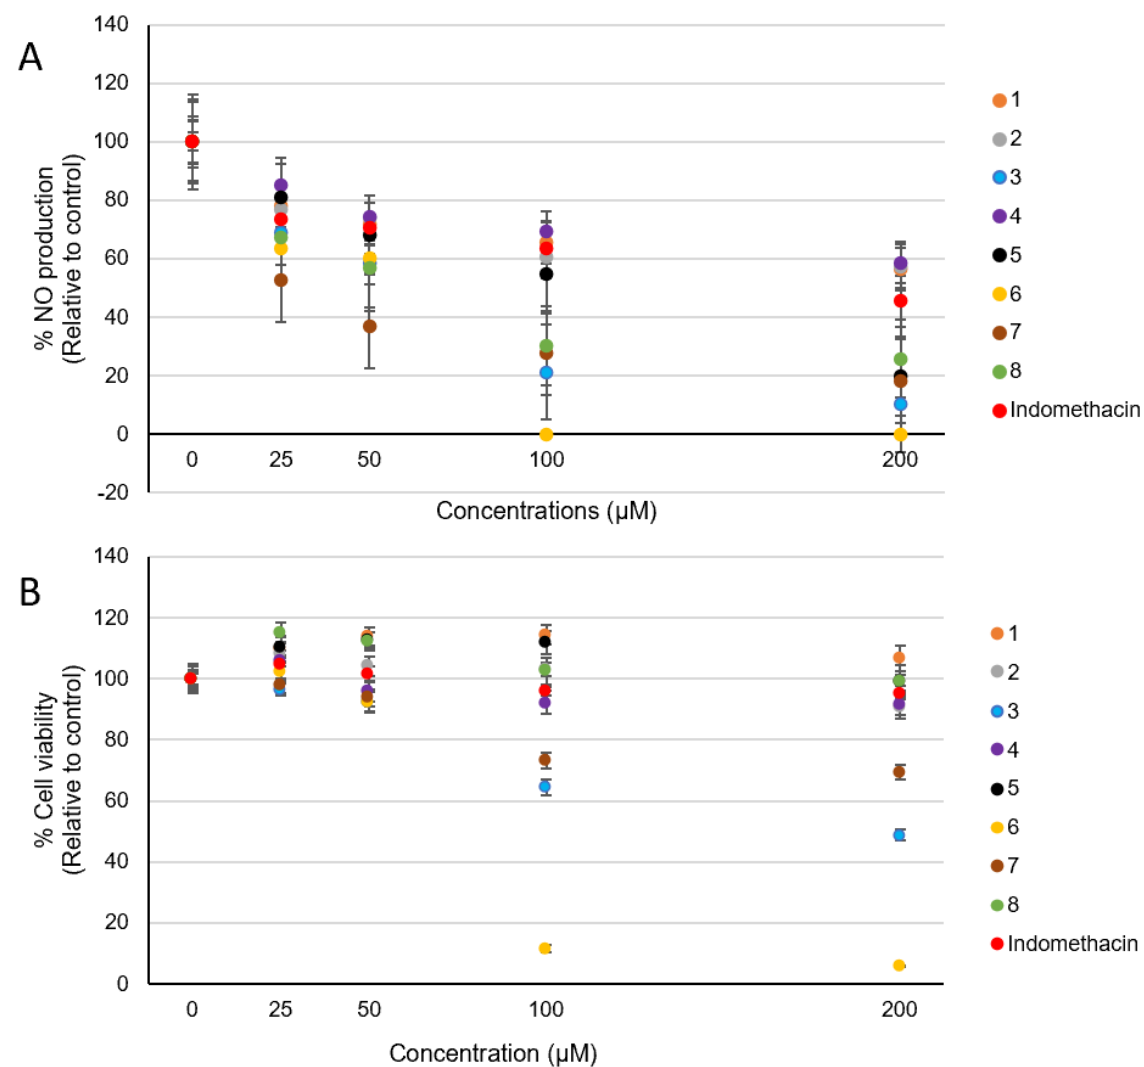 A
% NO production
(Relative to control)
140
120
100
80
60
40
20
0
-20
0 25 50 100 200
Concentrations (µM)
1
2
3
4
5
6
7
8
Indomethacin
B
% Cell viability
(Relative to control)
140
120
100
80
60
40
20
0
0 25 50 100 200
Concentration (µM)
1
2
3
4
5
6
7
8
Indomethacin